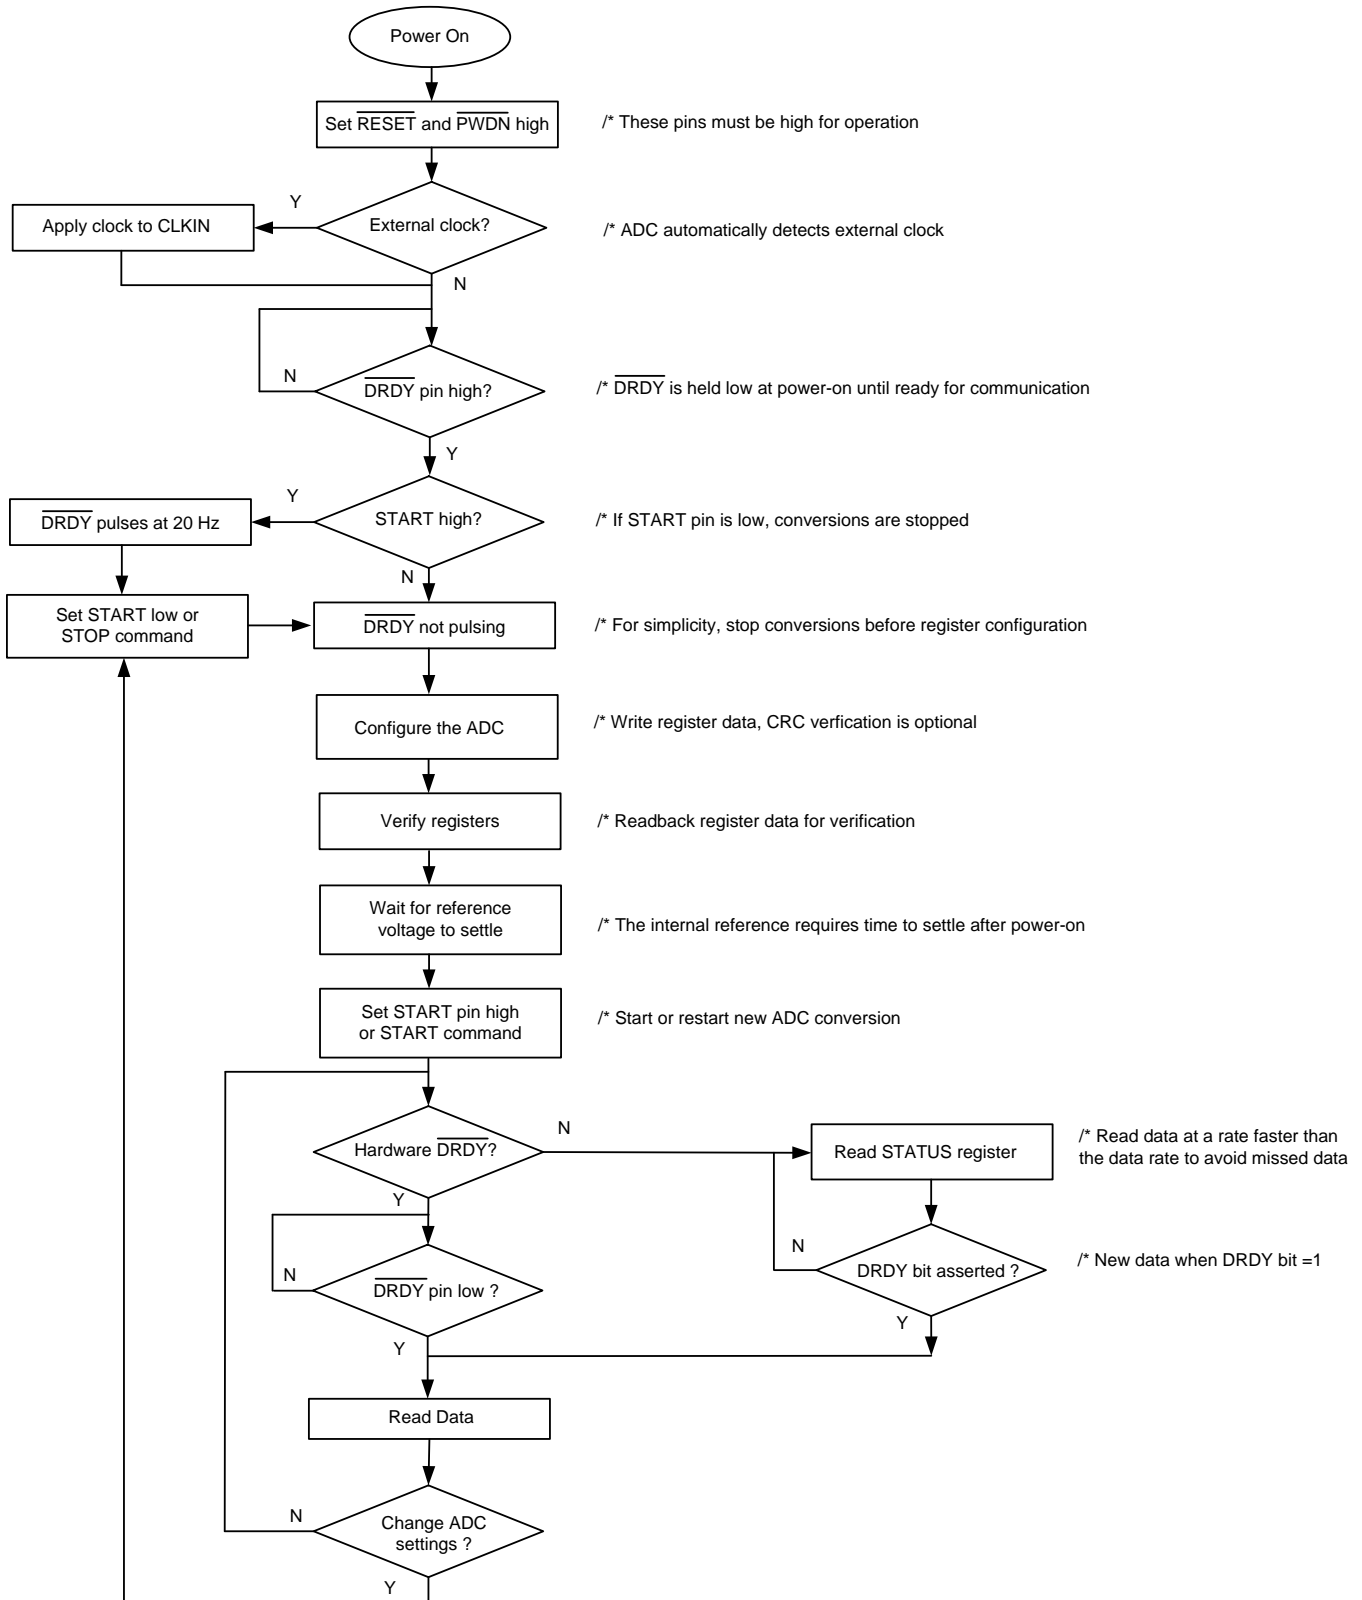 Power On
Set RESET and PWDN high
/* These pins must be high for operation
Y
Apply clock to CLKIN
External clock?
/* ADC automatically detects external clock
N
N
DRDY pin high?
/* DRDY is held low at power-on until ready for communication
Y
Y
DRDY pulses at 20 Hz
START high?
/* If START pin is low, conversions are stopped
N
Set START low or
STOP command
DRDY not pulsing
/* For simplicity, stop conversions before register configuration
Configure the ADC
/* Write register data, CRC verfication is optional
Verify registers
/* Readback register data for verification
Wait for reference
voltage to settle
/* The internal reference requires time to settle after power-on
Set START pin high
or START command
/* Start or restart new ADC conversion
Hardware DRDY?
N
Read STATUS register
/* Read data at a rate faster than
the data rate to avoid missed data
Y
N
DRDY pin low ?
N
DRDY bit asserted ?
/* New data when DRDY bit =1
Y
Y
Read Data
N
Change ADC
settings ?
Y